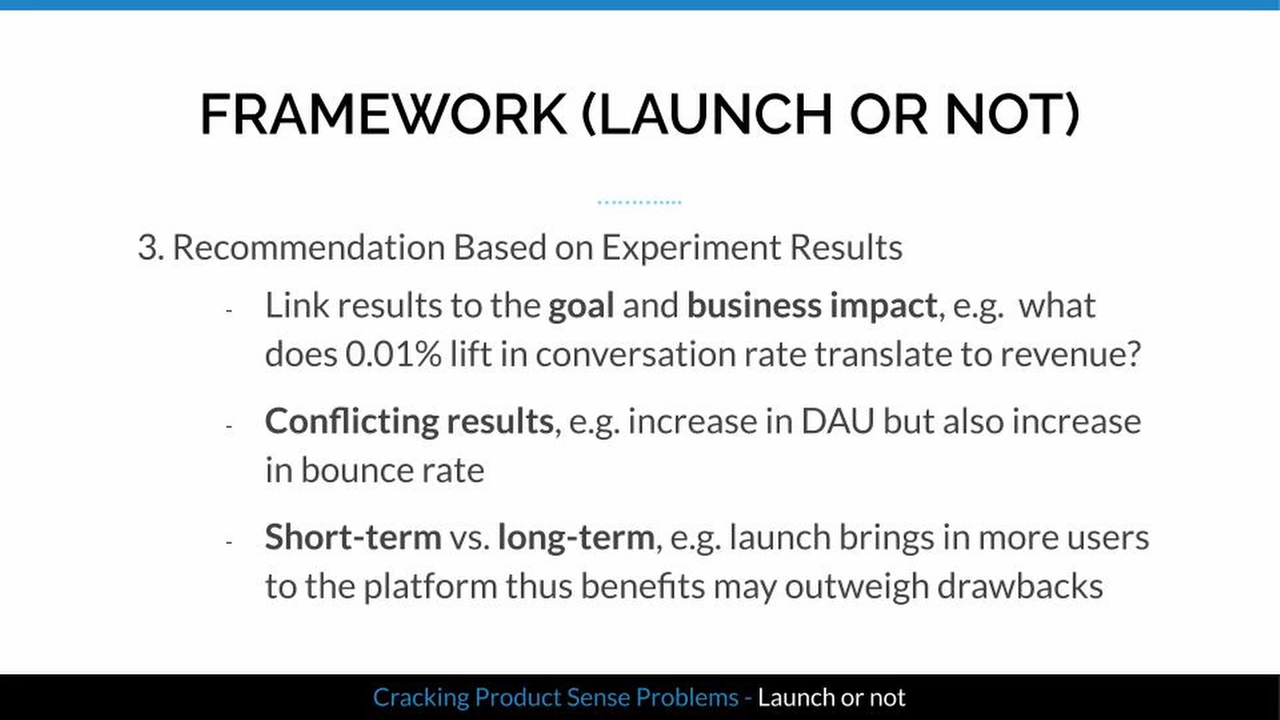 FRAMEWORK (LAUNCH OR NOT)
3. Recommendation Based on Experiment Results
- Link results to the goal and business impact, e.g.  what
does 0.01% lift in conversation rate translate to revenue?
- Conflicting results, e.g. increase in DAU but also increase
in bounce rate
- Short-term vs. long-term, e.g. launch brings in more users
to the platform thus benefits may outweigh drawbacks
Cracking Product Sense Problems - Launch or not